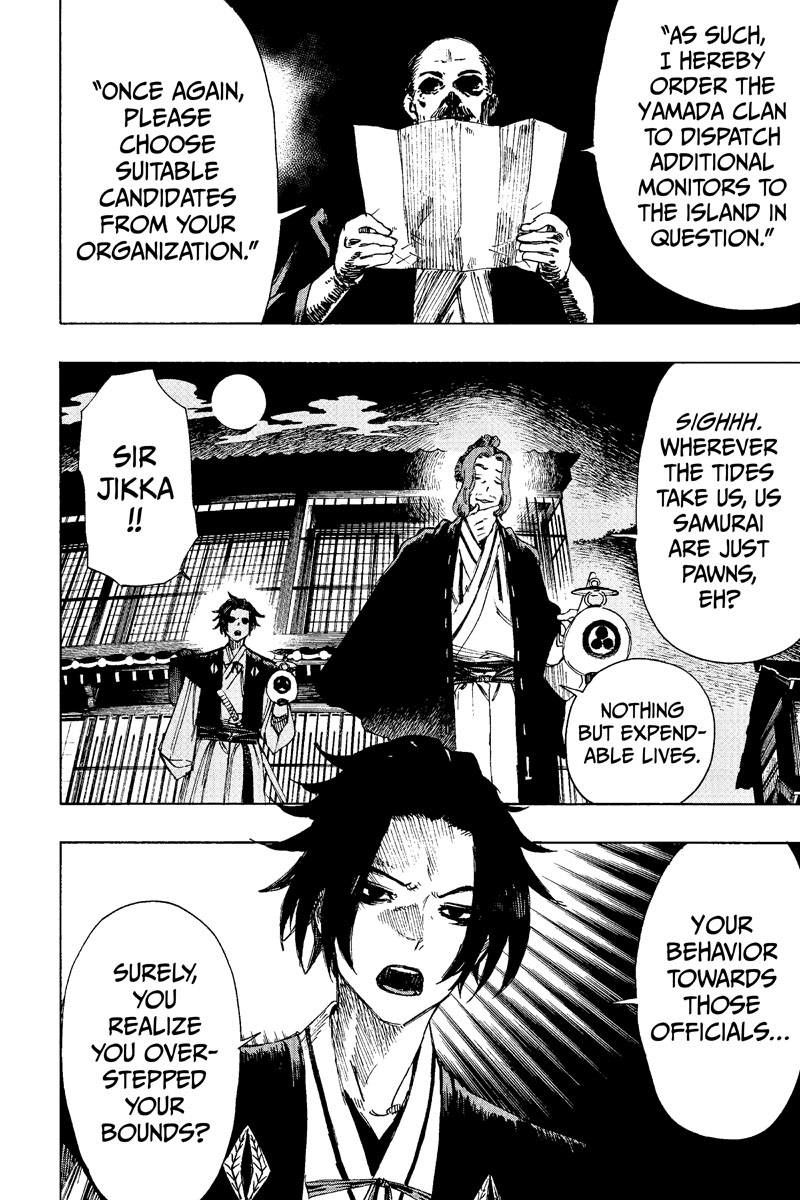 "AS SUCH,
I HEREBY
ORDER THE
YAMADA CLAN
TO DISPATCH
ADDITIONAL
MONITORS TO
THE ISLAND IN
QUESTION."
"ONCE AGAIN,
PLEASE
CHOOSE
SUITABLE
CANDIDATES
FROM YOUR
ORGANIZATION."
SIGHHH.
WHEREVER
THE TIDES
TAKE US, US
SAMURAI
ARE JUST
PAWNS,
EH?
NOTHING
BUT EXPEND-
ABLE LIVES.
SIR
JIKKA
!!
YOUR
BEHAVIOR
TOWARDS
THOSE
OFFICIALS...
SURELY,
YOU
REALIZE
YOU OVER-
STEPPED
YOUR
BOUNDS?